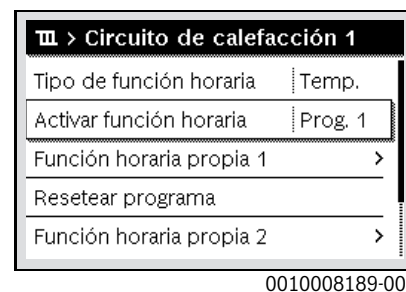 > Circuito de calefacción 1
Tipo de función horaria Temp.
Activar función horaria Prog. 1
Función horaria propia 1 >
Resetear programa
Función horaria propia 2 >
0010008189-00